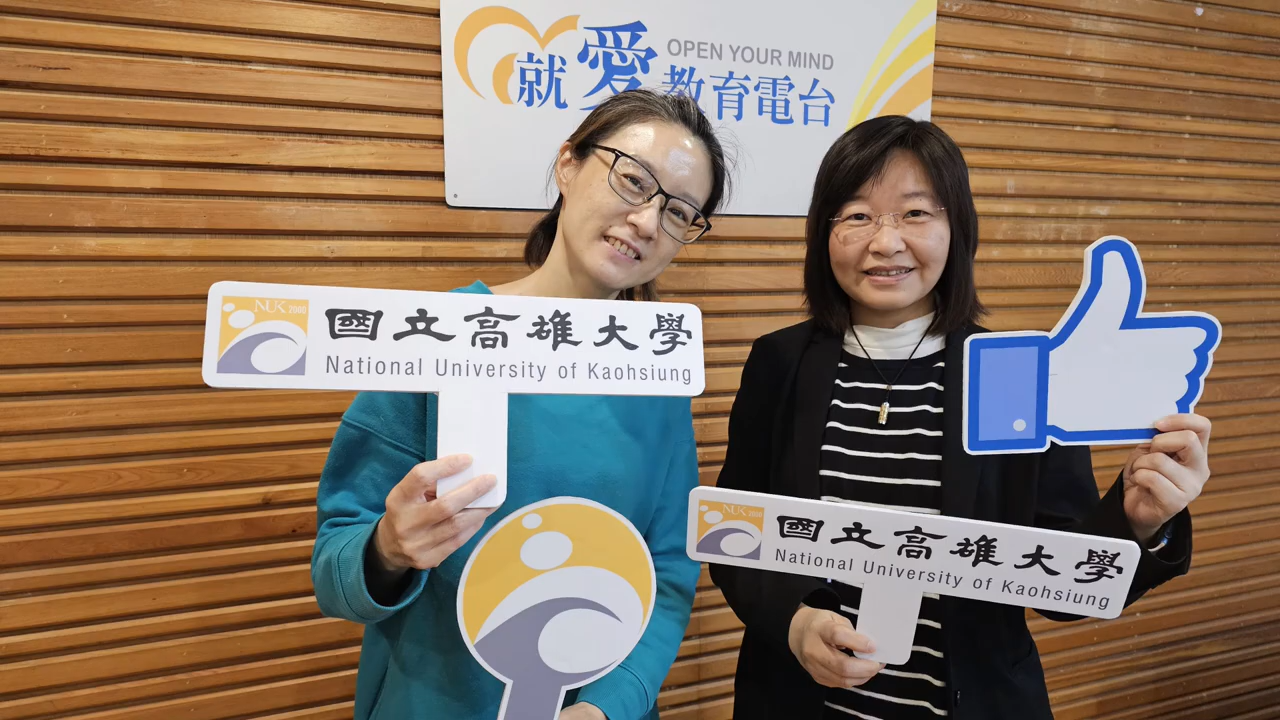 OPEN YOUR MIND
就愛教育電台
NUK 2000
國立高雄大學
National University of Kaohsiung
NUK 2000
國立高雄大學
National University of Kaohsiung